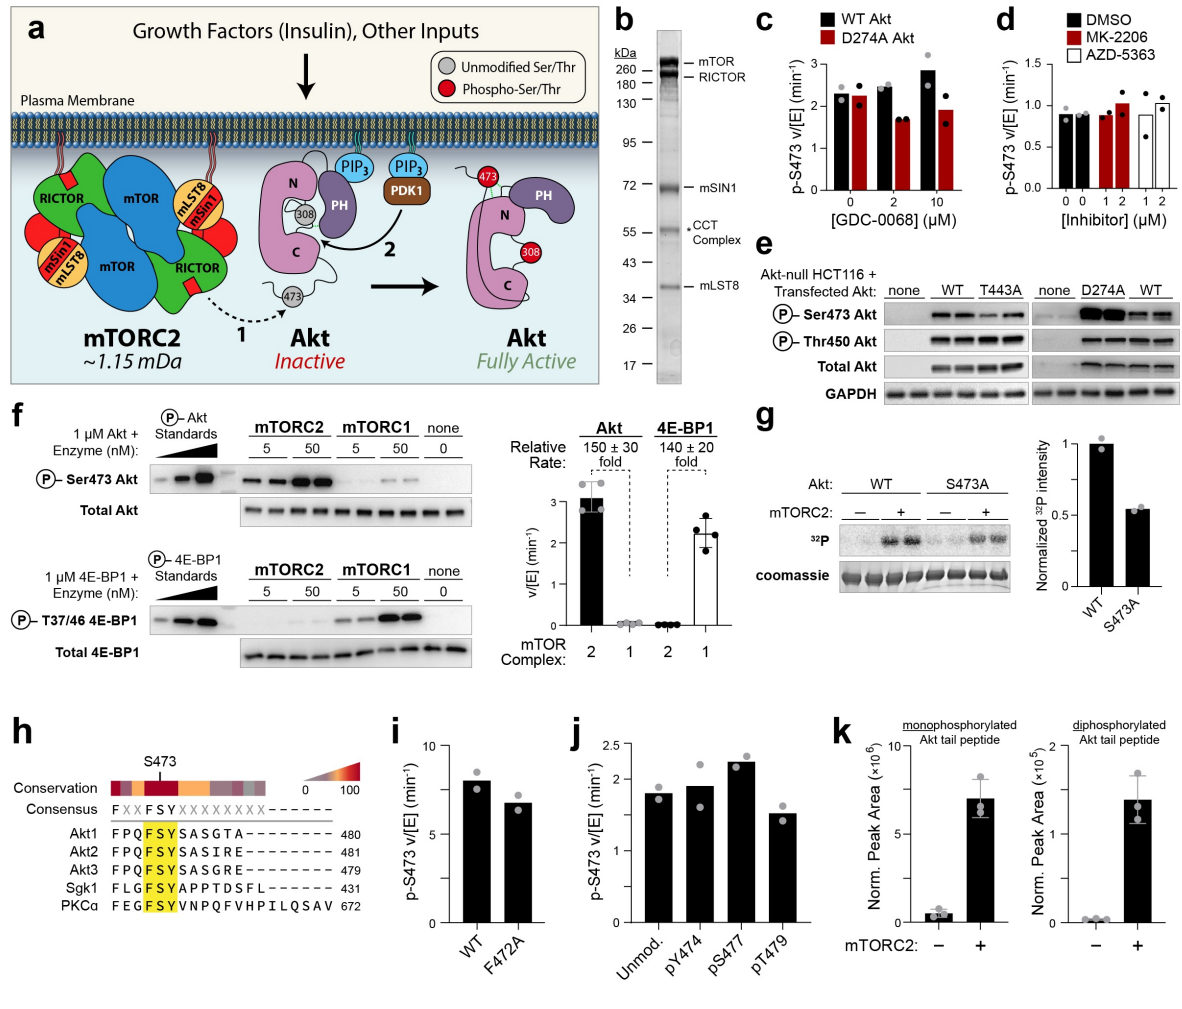 a
Growth Factors (Insulin), Other Inputs
Unmodified Ser/Thr
Phospho-Ser/Thr
Plasma Membrane
RICTOR
mTOR
mLST8
mSin1
mSin1
mLST8
mTOR
RICTOR
PIP3
PIP3
PDK1
N
PH
308
C
473
1
2
473
PH
N
308
C
mTORC2
~1.15 mDa
Akt
Inactive
Akt
Fully Active
b
kDa
260
180
130
95
72
55
43
34
26
17
mTOR
RICTOR
mSIN1
*CCT
Complex
mLST8
c
WT Akt
D274A Akt
p-S473 v/[E] (min⁻¹)
3
2
1
0
0 2 10
[GDC-0068] (µM)
d
DMSO
MK-2206
AZD-5363
p-S473 v/[E] (min⁻¹)
1.5
1.0
0.5
0.0
0 0 1 2 1 2
[Inhibitor] (µM)
e
Akt-null HCT116 +
Transfected Akt:
none WT T443A none D274A WT
P– Ser473 Akt
P– Thr450 Akt
Total Akt
GAPDH
f
1 µM Akt +
Enzyme (nM):
P– Akt
Standards
mTORC2 mTORC1 none
5 50 5 50 0
P– Ser473 Akt
Total Akt
1 µM 4E-BP1 +
Enzyme (nM):
P– 4E-BP1
Standards
mTORC2 mTORC1 none
5 50 5 50 0
P– T37/46 4E-BP1
Total 4E-BP1
Akt 4E-BP1
Relative
Rate:
150 ± 30
fold
140 ± 20
fold
v/[E] (min⁻¹)
3
2
1
0
mTOR
Complex:
2 1 2 1
g
Akt: WT S473A
mTORC2: – + – +
³²P
coomassie
Normalized ³²P intensity
1
0.5
0
WT
S473A
h
S473
Conservation
0 100
Consensus FXXFSYXXXXXXXX------
Akt1 FPQFSYSASGTA--------- 480
Akt2 FPQFSYSASIRE--------- 481
Akt3 FPQFSYSASGRE--------- 479
Sgk1 FLGFSYAPPTDSFL------- 431
PKCα FEGFSYVNPQFVHPILQSAV 672
i
p-S473 v/[E] (min⁻¹)
10
5
0
WT
F472A
j
p-S473 v/[E] (min⁻¹)
2.5
2
1.5
1
0.5
0
Unmod.
pY474
pS477
pT479
k
monophosphorylated
Akt tail peptide
Norm. Peak Area (×10⁶)
10
5
0
diphosphorylated
Akt tail peptide
Norm. Peak Area (×10⁵)
2
1
0
mTORC2: – + – +